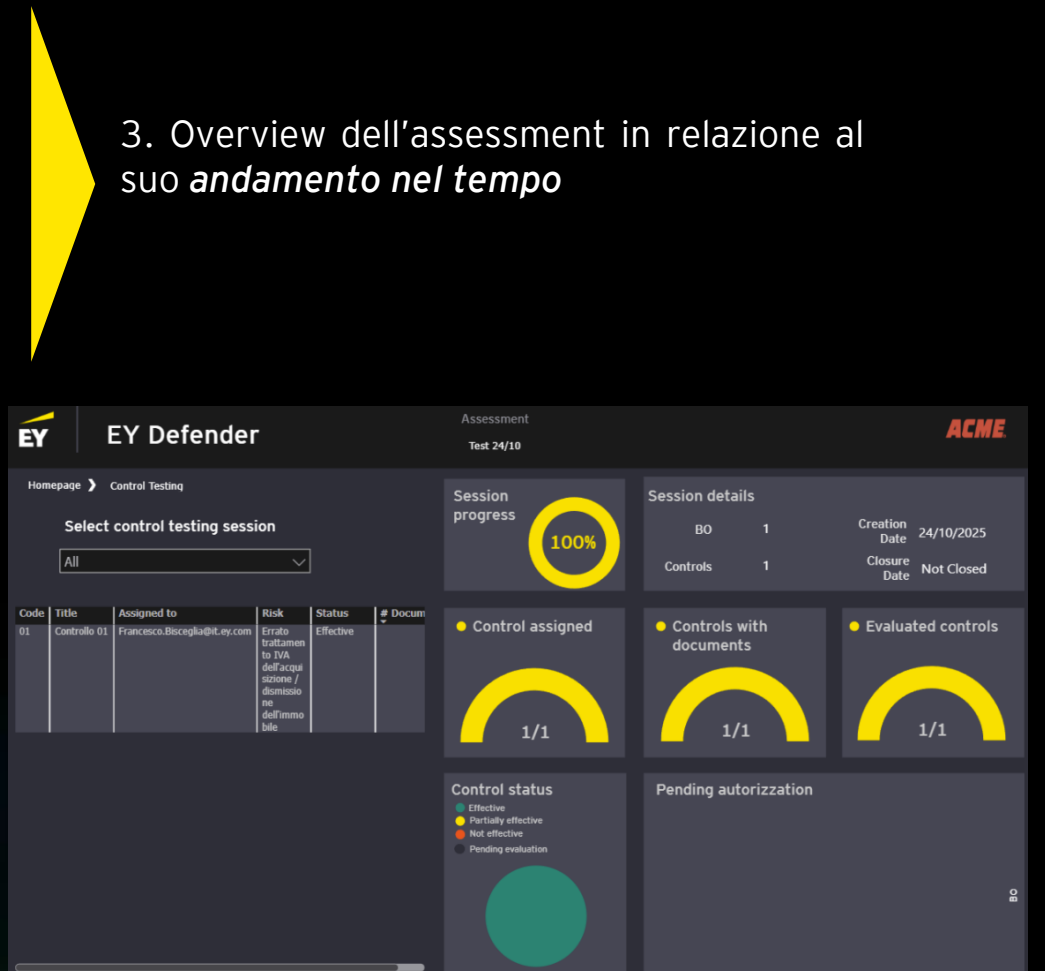 3. Overview dell'assessment in relazione al
suo andamento nel tempo
EY
EY Defender
Assessment
Test 24/10
ACME
Homepage ❯ Control Testing
Select control testing session
All
Code Title Assigned to Risk Status # Docum
01 Controllo 01 Francesco.Bisceglia@it.ey.com Errato Effective
trattamen
to IVA
dell'acqui
sizione /
dismissio
ne
dell'immo
bile
Session
progress
100%
Session details
BO 1
Controls 1
Creation
Date 24/10/2025
Closure
Date Not Closed
Control assigned
1/1
Controls with
documents
1/1
Evaluated controls
1/1
Control status
Effective
Partially effective
Not effective
Pending evaluation
Pending autorizzation
BO